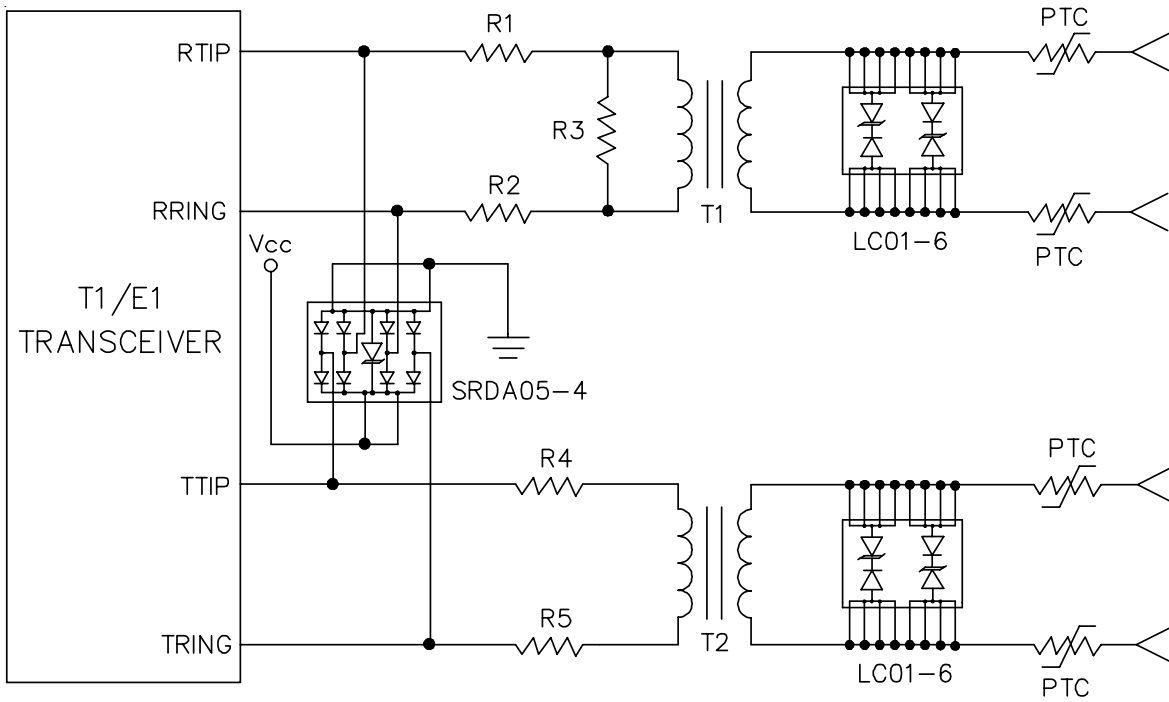 PTC
R1
RTIP
R3
R2
RRING
T1
LC01-6
PTC
Vcc
T1/E1
TRANSCEIVER
SRDA05-4
PTC
R4
TTIP
R5
TRING
T2
LC01-6
PTC